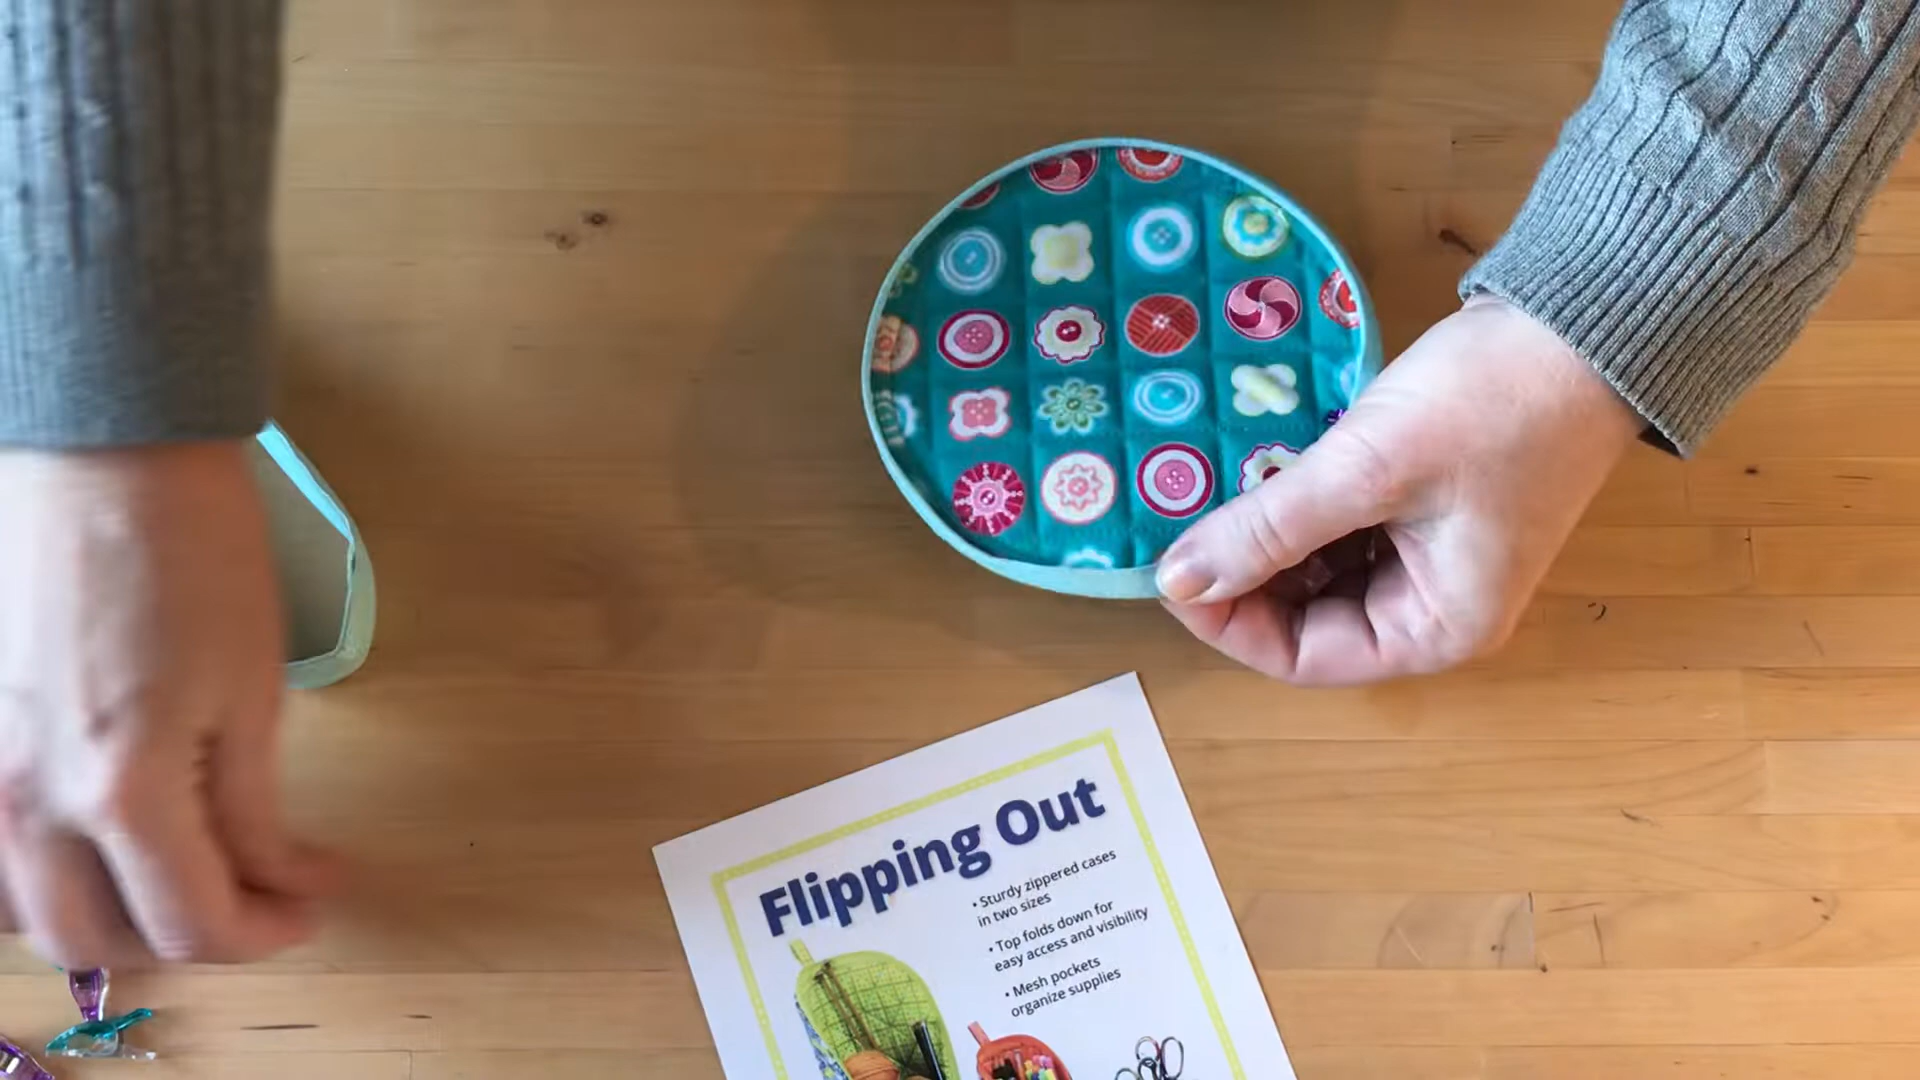 Flipping Out
• Sturdy zippered cases
in two sizes
• Top folds down for
easy access and visibility
• Mesh pockets
organize supplies